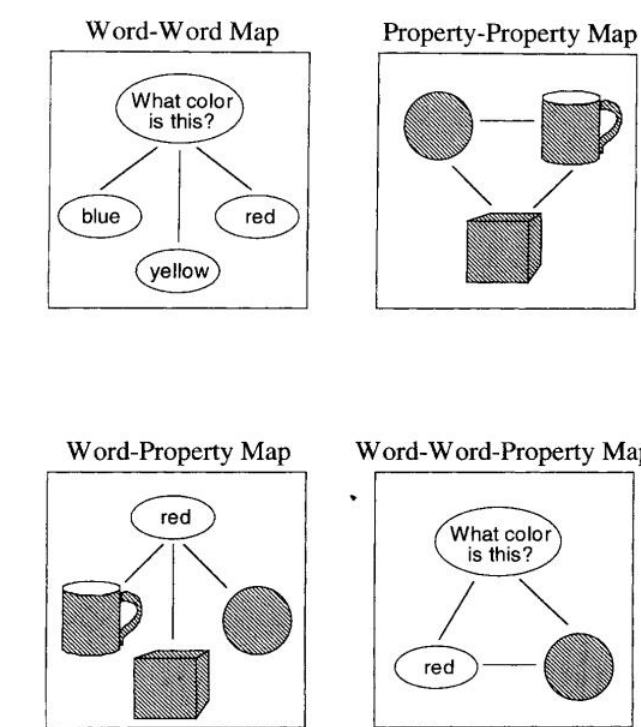 Word-Word Map
Property-Property Map
What color
is this?
blue
red
yellow
Word-Property Map
Word-Word-Property Map
red
What color
is this?
red